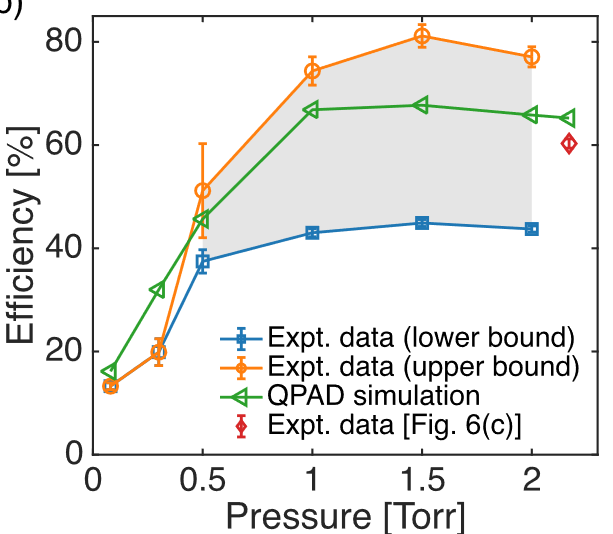 b)
80
60
40
20
0
Efficiency [%]
Expt. data (lower bound)
Expt. data (upper bound)
QPAD simulation
Expt. data [Fig. 6(c)]
0 0.5 1 1.5 2
Pressure [Torr]